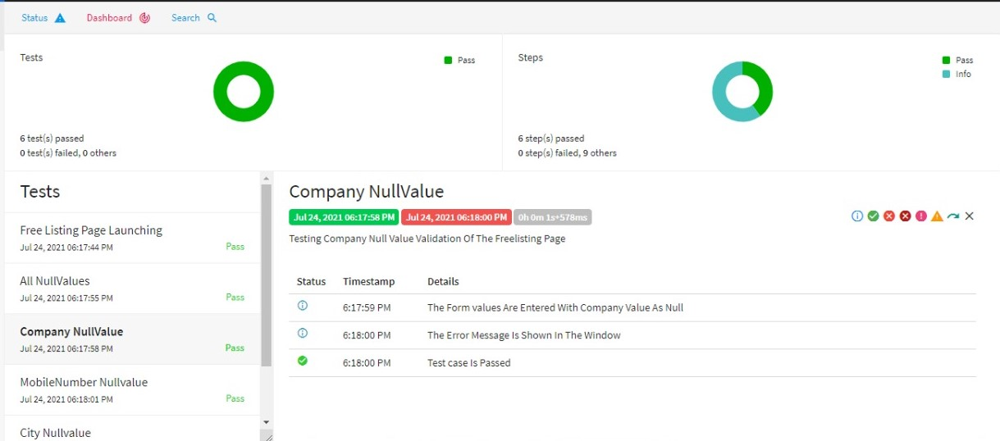 Status Dashboard Search
Tests
Pass
6 test(s) passed
0 test(s) failed, 0 others
Steps
Pass
Info
6 step(s) passed
0 step(s) failed, 9 others
Tests
Free Listing Page Launching
Jul 24, 2021 06:17:44 PM Pass
All NullValues
Jul 24, 2021 06:17:55 PM Pass
Company NullValue
Jul 24, 2021 06:17:58 PM Pass
MobileNumber Nullvalue
Jul 24, 2021 06:18:01 PM Pass
City Nullvalue
Company NullValue
Jul 24, 2021 06:17:58 PM Jul 24, 2021 06:18:00 PM 0h 0m 1s+578ms
Testing Company Null Value Validation Of The Freelisting Page
Status Timestamp Details
6:17:59 PM The Form values Are Entered With Company Value As Null
6:18:00 PM The Error Message Is Shown In The Window
6:18:00 PM Test case Is Passed